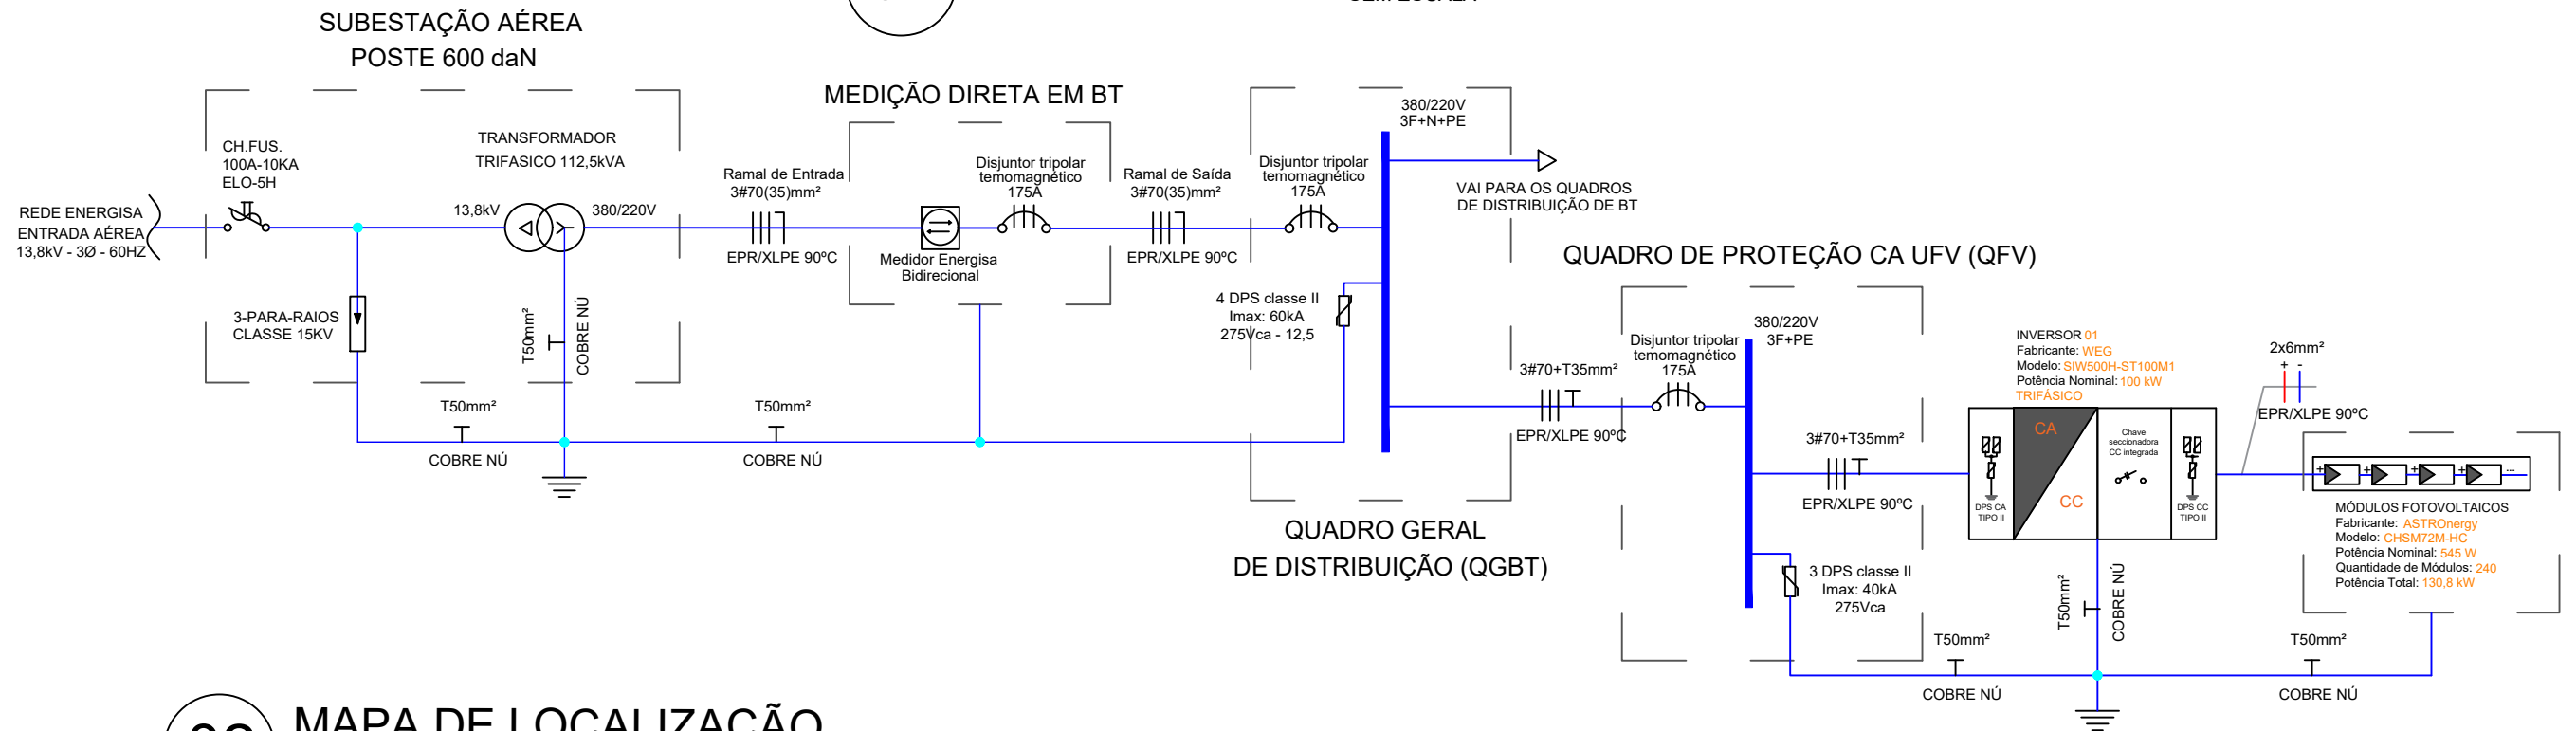 SUBESTAÇÃO AÉREA
POSTE 600 daN
CH.FUS.
100A-10KA
ELO-5H
TRANSFORMADOR
TRIFASICO 112,5kVA
13,8kV
380/220V
REDE ENERGISA
ENTRADA AÉREA
13,8kV - 3Ø - 60HZ
3-PARA-RAIOS
CLASSE 15KV
T50mm²
COBRE NÚ
T50mm²
COBRE NÚ
T50mm²
COBRE NÚ
Ramal de Entrada
3#70(35)mm²
EPR/XLPE 90ºC
MEDIÇÃO DIRETA EM BT
Disjuntor tripolar
temomagnético
175A
Medidor Energisa
Bidirecional
Ramal de Saída
3#70(35)mm²
EPR/XLPE 90ºC
380/220V
3F+N+PE
Disjuntor tripolar
temomagnético
175A
VAI PARA OS QUADROS
DE DISTRIBUIÇÃO DE BT
4 DPS classe II
Imax: 60kA
275Vca - 12,5
QUADRO GERAL
DE DISTRIBUIÇÃO (QGBT)
3#70+T35mm²
EPR/XLPE 90ºC
QUADRO DE PROTEÇÃO CA UFV (QFV)
380/220V
3F+PE
Disjuntor tripolar
temomagnético
175A
3#70+T35mm²
EPR/XLPE 90ºC
3 DPS classe II
Imax: 40kA
275Vca
INVERSOR 01
Fabricante: WEG
Modelo: SIW500H-ST100M1
Potência Nominal: 100 kW
TRIFÁSICO
CA
CC
Chave
seccionadora
CC integrada
DPS CA
TIPO II
DPS CC
TIPO II
2x6mm²
+ -
EPR/XLPE 90ºC
+ + + + ...
MÓDULOS FOTOVOLTAICOS
Fabricante: ASTROnergy
Modelo: CHSM72M-HC
Potência Nominal: 545 W
Quantidade de Módulos: 240
Potência Total: 130,8 kW
T50mm²
COBRE NÚ
T50mm²
COBRE NÚ
T50mm²
COBRE NÚ
MAPA DE LOCALIZAÇÃO